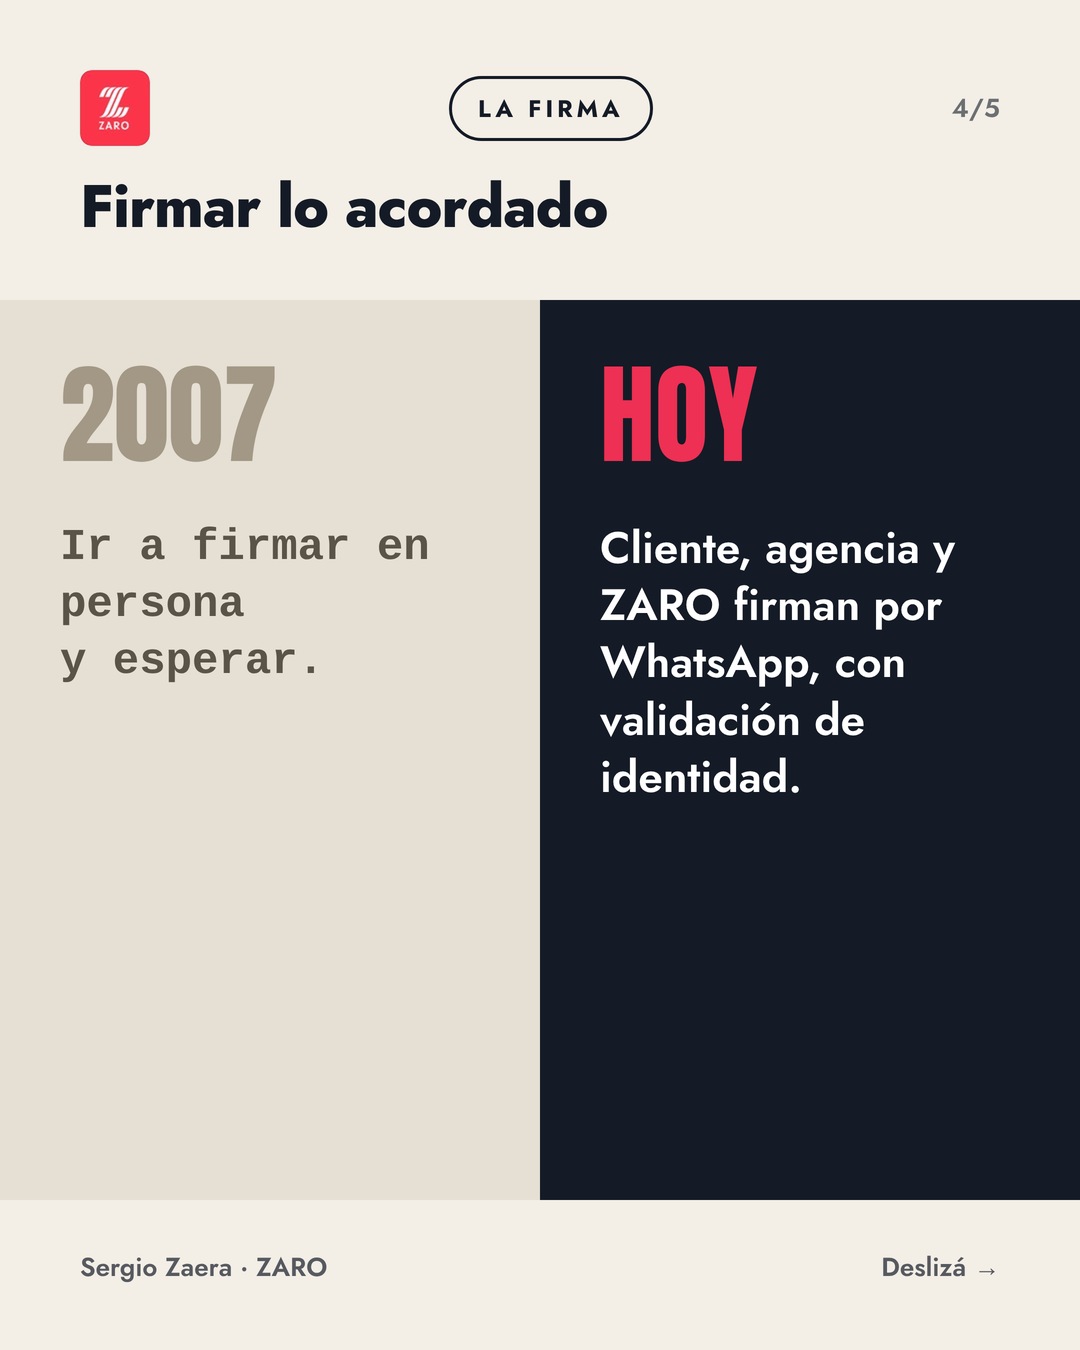 ZARO
LA FIRMA
4/5
Firmar lo acordado
2007
Ir a firmar en
persona
y esperar.
HOY
Cliente, agencia y
ZARO firman por
WhatsApp, con
validación de
identidad.
Sergio Zaera · ZARO
Deslizá →